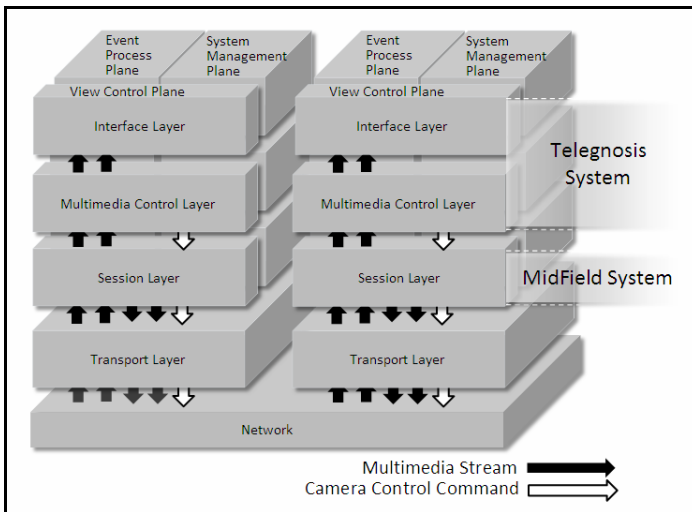 Event
Process
Plane
System
Management
Plane
View Control Plane
Interface Layer
Multimedia Control Layer
Session Layer
Transport Layer
Event
Process
Plane
System
Management
Plane
View Control Plane
Interface Layer
Multimedia Control Layer
Session Layer
Transport Layer
Telegnosis
System
MidField System
Network
Multimedia Stream
Camera Control Command